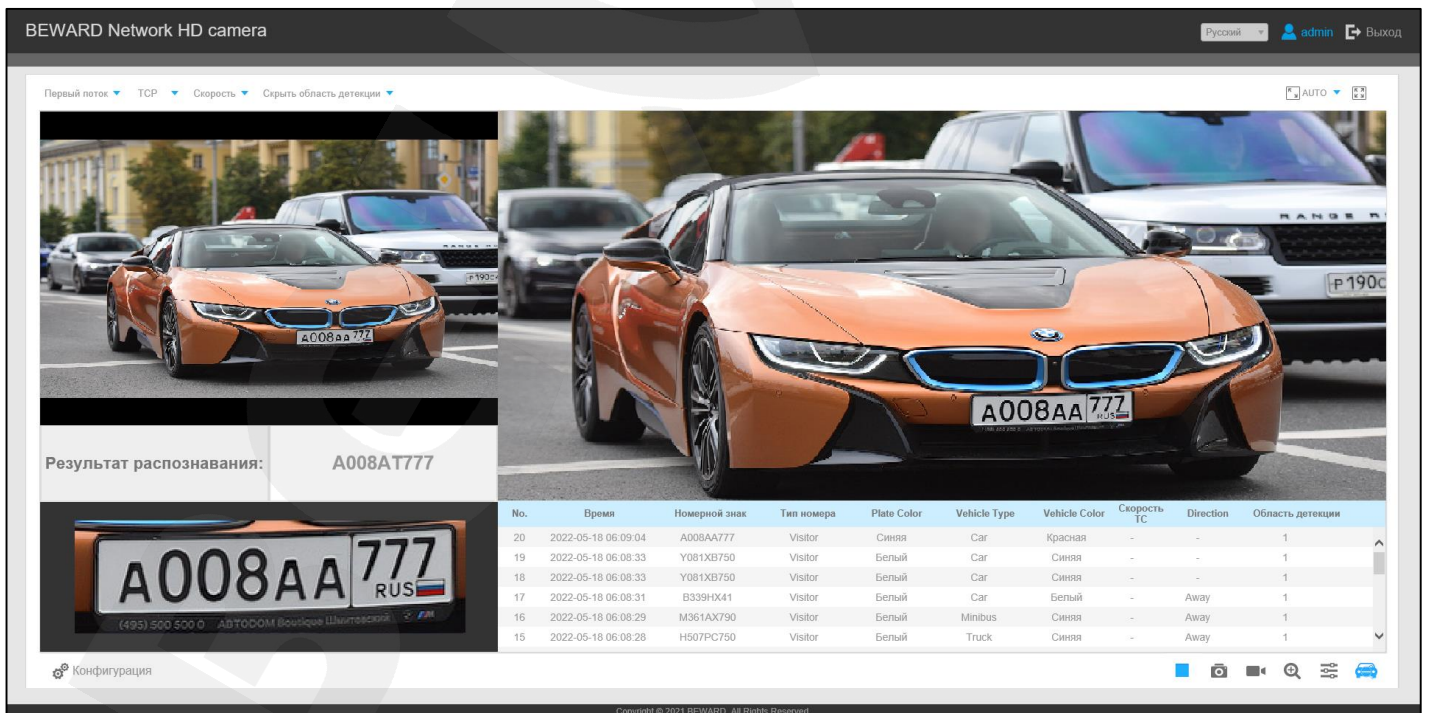 BEWARD Network HD camera
Русский admin Выход
Первый поток TCP Скорость Скрыть область детекции AUTO
P190
A008AA 777
RANGE R
P190C
A008AA 777
RUS
Результат распознавания: A008AT777
A008AA 777
RUS
(495) 500 500 0 АВТОDOM Boutique
No. Время Номерной знак Тип номера Plate Color Vehicle Type Vehicle Color Скорость ТС Direction Область детекции
20 2022-05-18 06:09:04 A008AA777 Visitor Синяя Car Красная - - 1
19 2022-05-18 06:08:33 Y081XB750 Visitor Белый Car Синяя - - 1
18 2022-05-18 06:08:33 Y081XB750 Visitor Белый Car Синяя - - 1
17 2022-05-18 06:08:31 B339HX41 Visitor Белый Car Белый - Away 1
16 2022-05-18 06:08:29 M361AX790 Visitor Белый Minibus Синяя - Away 1
15 2022-05-18 06:08:28 H507PC750 Visitor Белый Truck Синяя - Away 1
Конфигурация
Copyright © 2021 BEWARD. All Rights Reserved